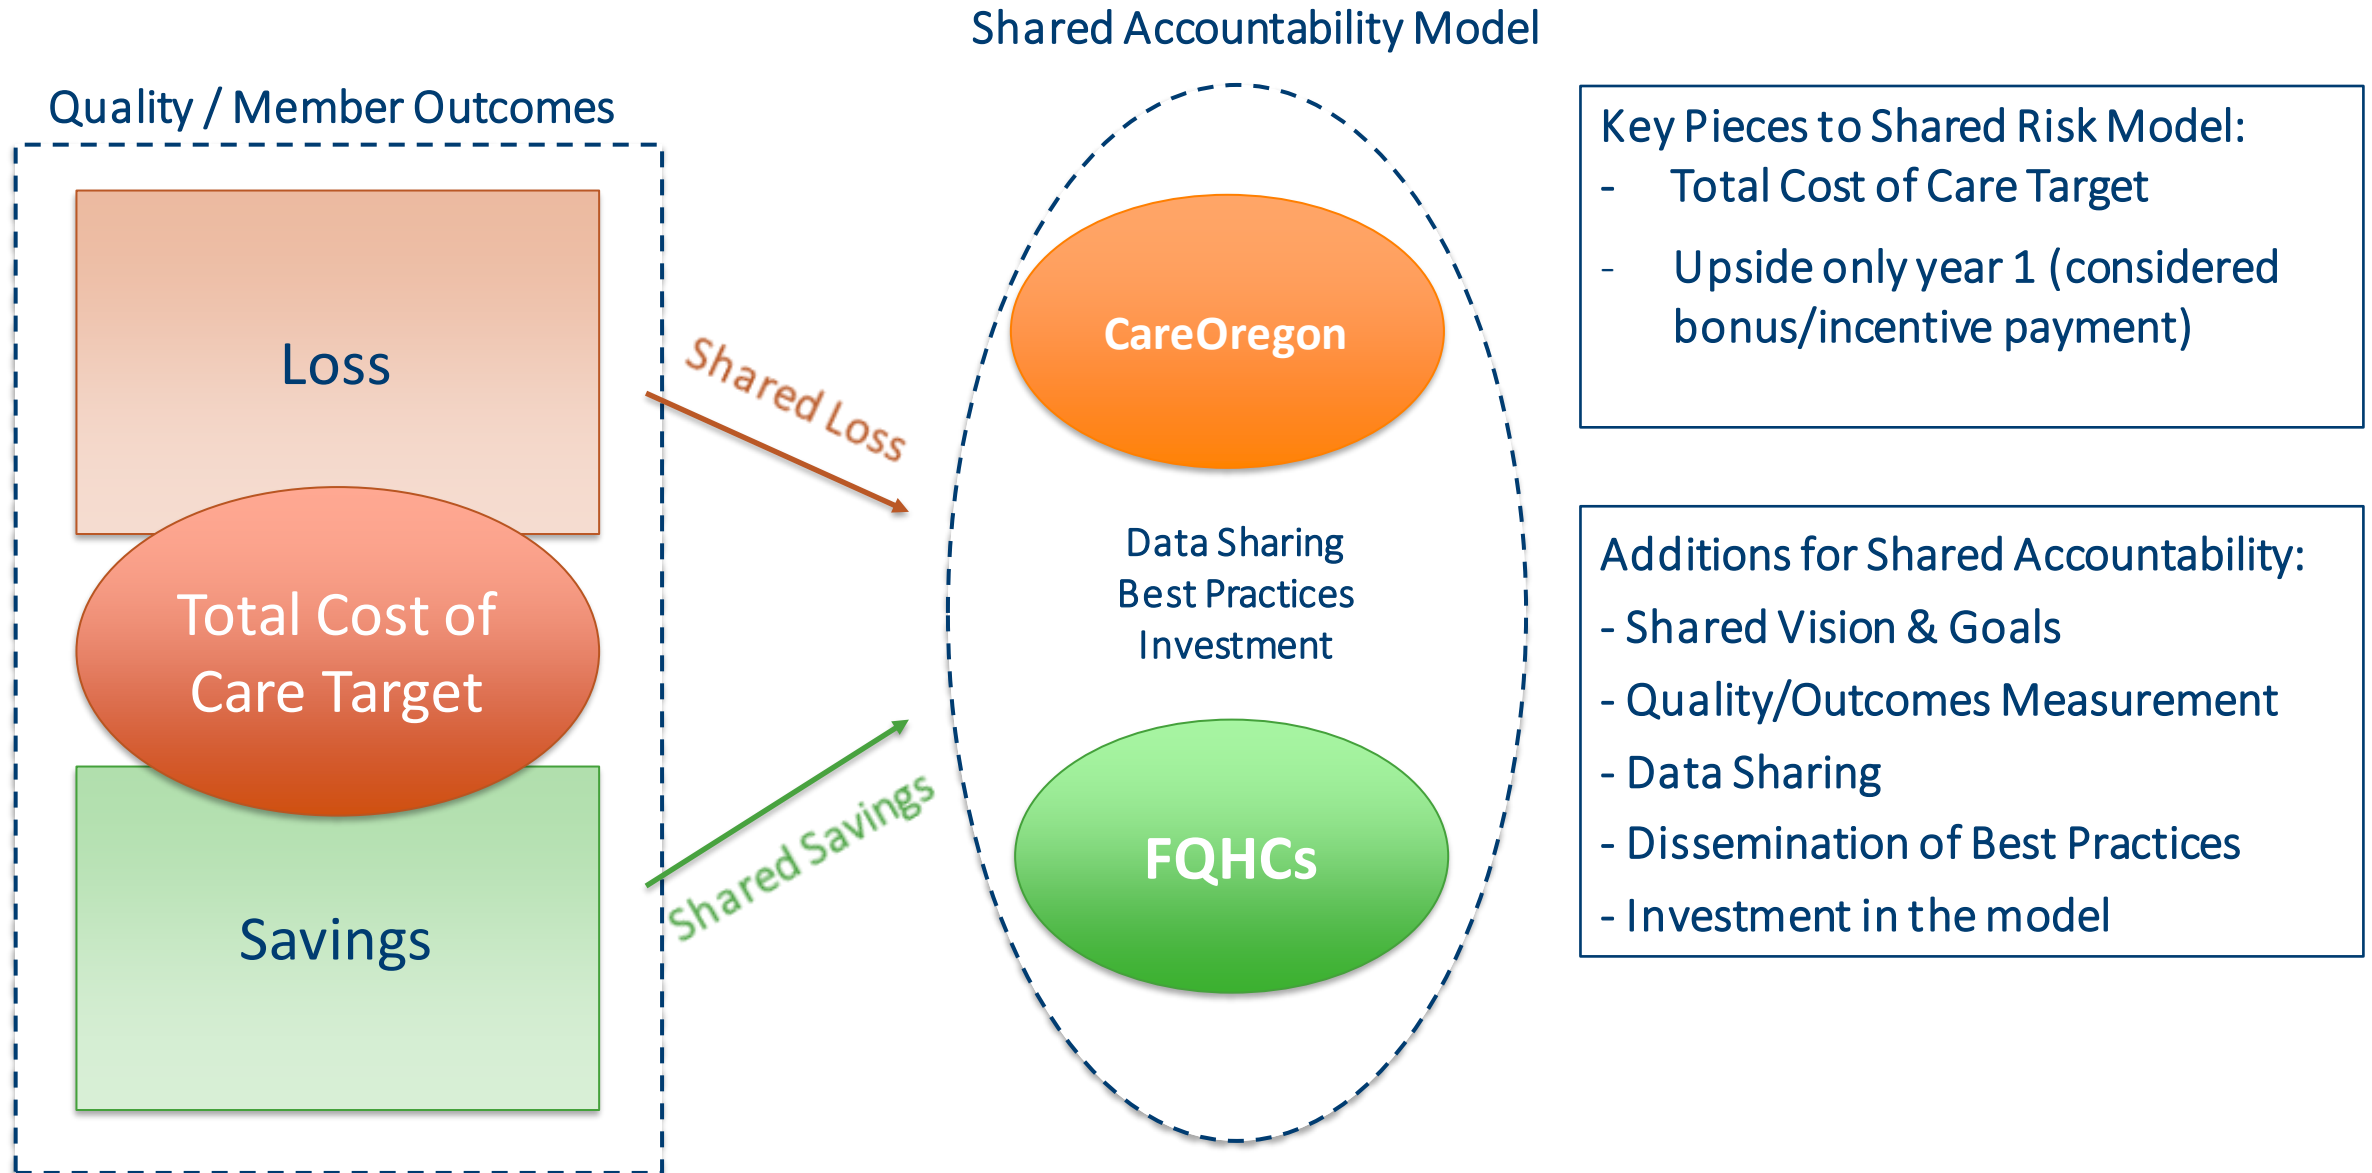 Shared Accountability Model
Quality / Member Outcomes
Loss
Total Cost of
Care Target
Savings
Shared Loss
Shared Savings
CareOregon
Data Sharing
Best Practices
Investment
FQHCs
Key Pieces to Shared Risk Model:
- Total Cost of Care Target
- Upside only year 1 (considered
bonus/incentive payment)
Additions for Shared Accountability:
- Shared Vision & Goals
- Quality/Outcomes Measurement
- Data Sharing
- Dissemination of Best Practices
- Investment in the model